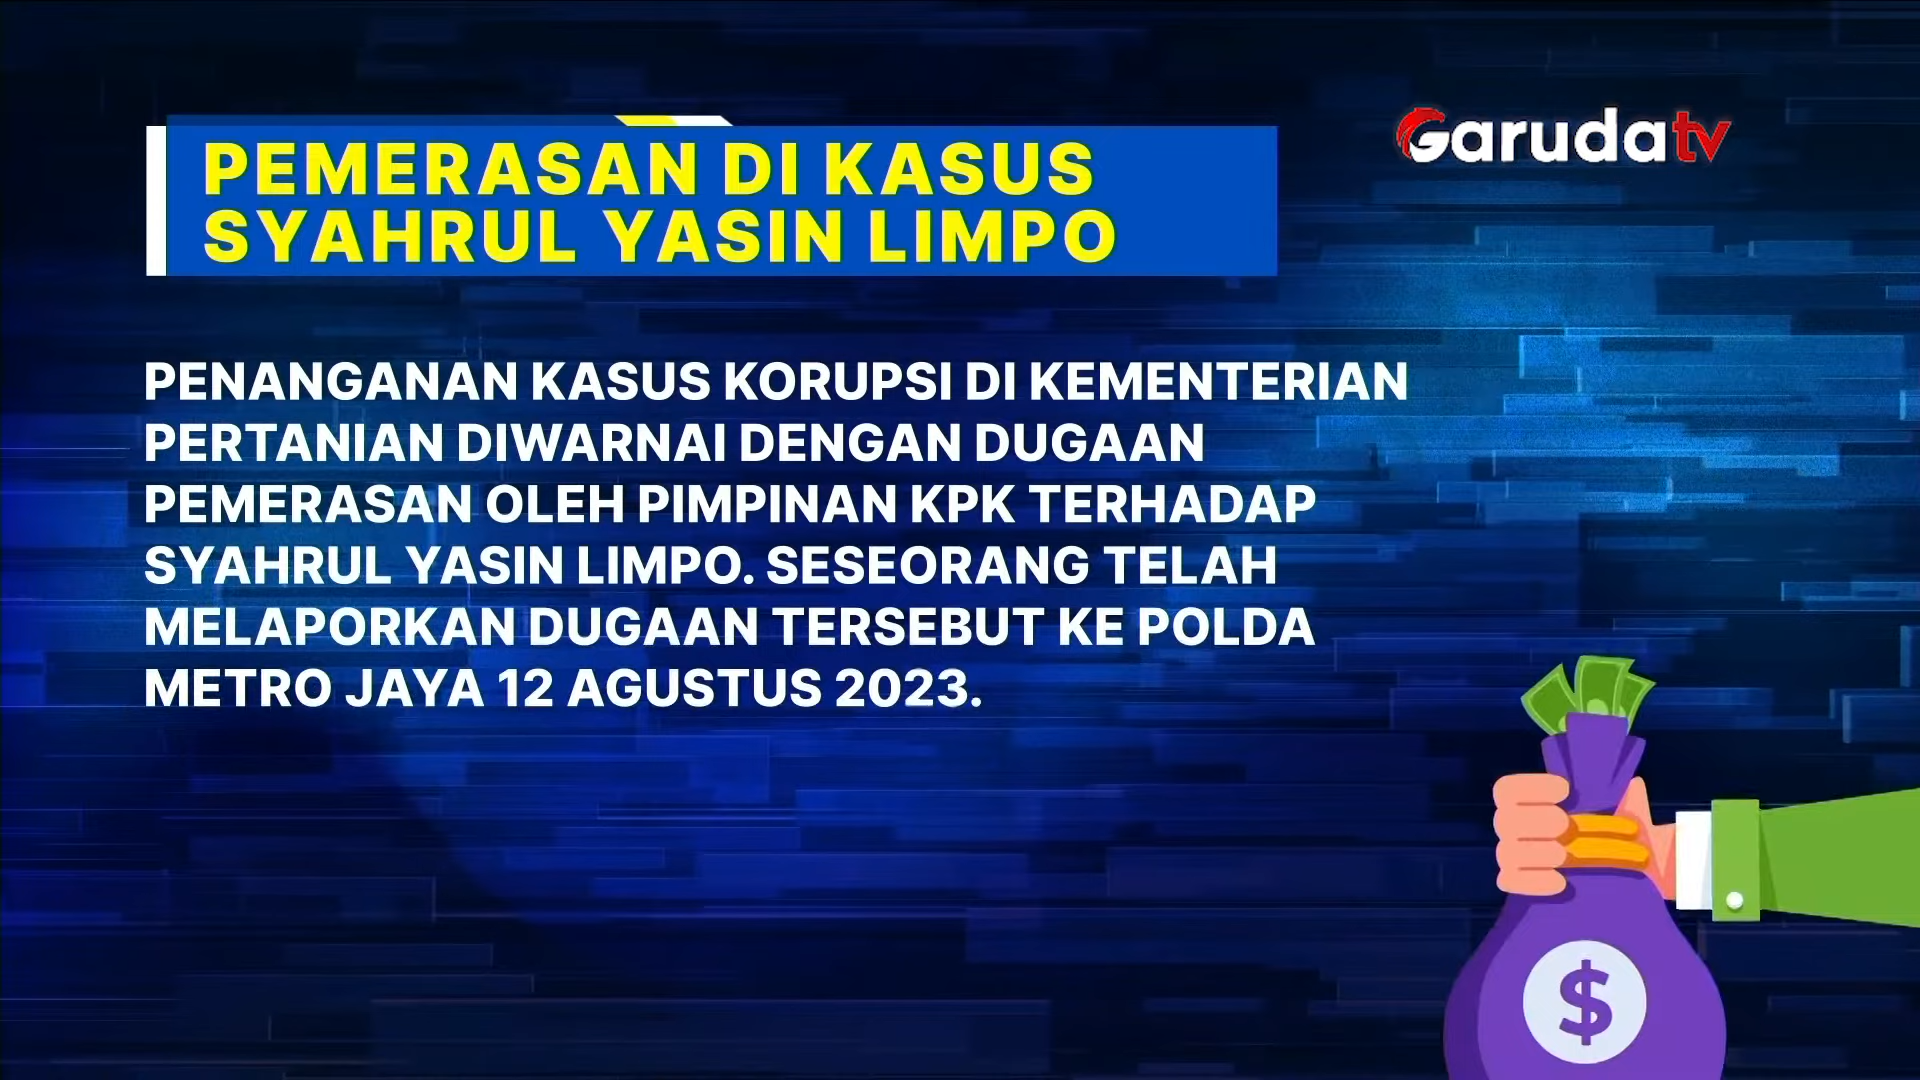 PEMERASAN DI KASUS
SYAHRUL YASIN LIMPO
Garudatv
PENANGANAN KASUS KORUPSI DI KEMENTERIAN
PERTANIAN DIWARNAI DENGAN DUGAAN
PEMERASAN OLEH PIMPINAN KPK TERHADAP
SYAHRUL YASIN LIMPO. SESEORANG TELAH
MELAPORKAN DUGAAN TERSEBUT KE POLDA
METRO JAYA 12 AGUSTUS 2023.
$